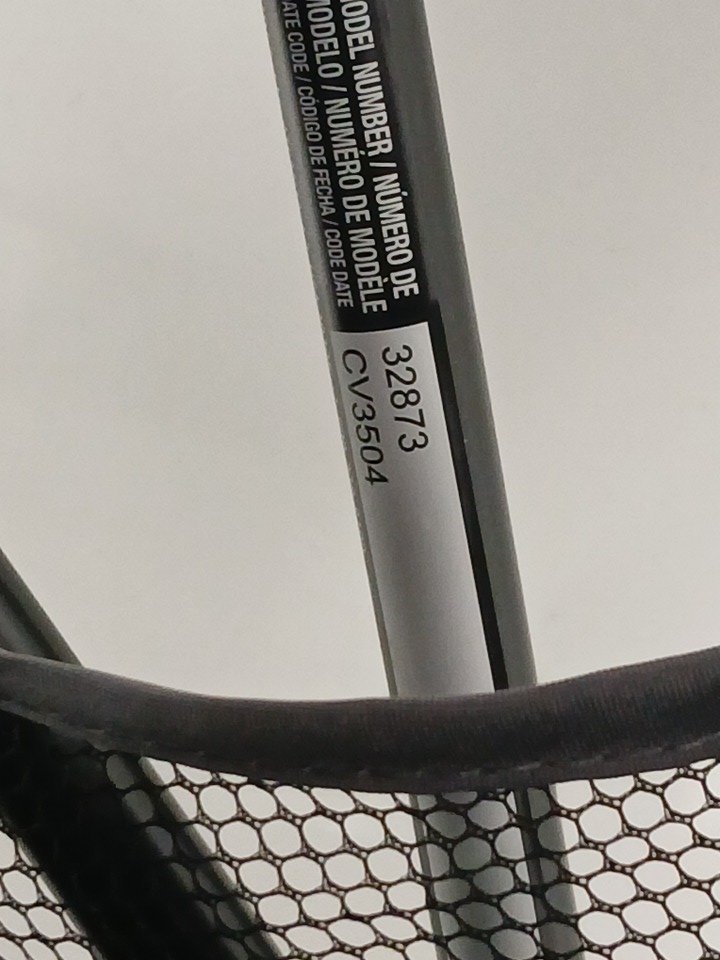 MODEL NUMBER / NÚMERO DE
MODELO / NUMÉRO DE MODÈLE
DATE CODE / CÓDIGO DE FECHA / CODE DATE
32873
CV3504